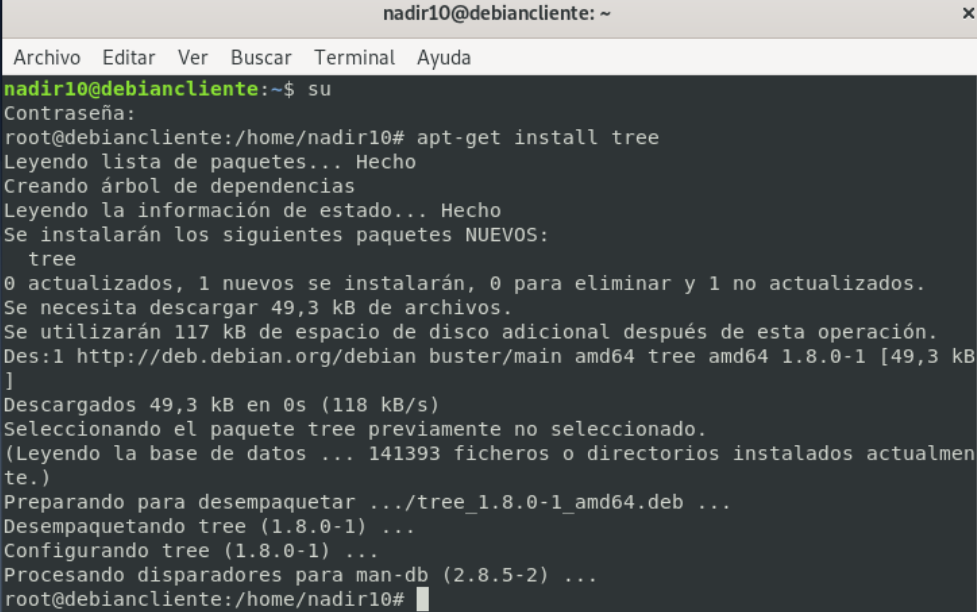 nadir10@debiancliente: ~ ×
Archivo Editar Ver Buscar Terminal Ayuda
nadir10@debiancliente:~$ su
Contraseña:
root@debiancliente:/home/nadir10# apt-get install tree
Leyendo lista de paquetes... Hecho
Creando árbol de dependencias
Leyendo la información de estado... Hecho
Se instalarán los siguientes paquetes NUEVOS:
  tree
0 actualizados, 1 nuevos se instalarán, 0 para eliminar y 1 no actualizados.
Se necesita descargar 49,3 kB de archivos.
Se utilizarán 117 kB de espacio de disco adicional después de esta operación.
Des:1 http://deb.debian.org/debian buster/main amd64 tree amd64 1.8.0-1 [49,3 kB
]
Descargados 49,3 kB en 0s (118 kB/s)
Seleccionando el paquete tree previamente no seleccionado.
(Leyendo la base de datos ... 141393 ficheros o directorios instalados actualmen
te.)
Preparando para desempaquetar .../tree_1.8.0-1_amd64.deb ...
Desempaquetando tree (1.8.0-1) ...
Configurando tree (1.8.0-1) ...
Procesando disparadores para man-db (2.8.5-2) ...
root@debiancliente:/home/nadir10#